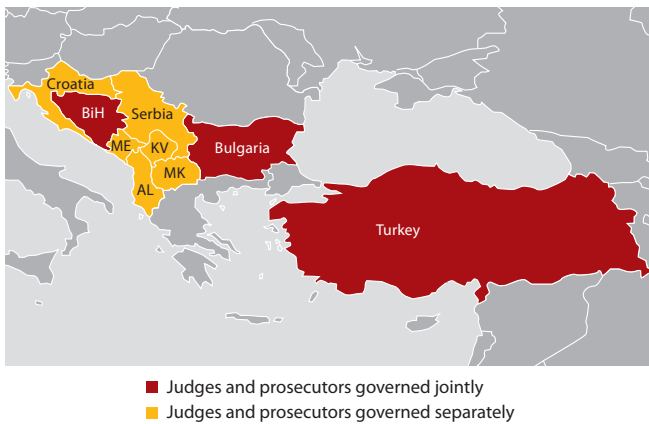 Croatia
BiH
Serbia
ME
KV
Bulgaria
MK
AL
Turkey
Judges and prosecutors governed jointly
Judges and prosecutors governed separately